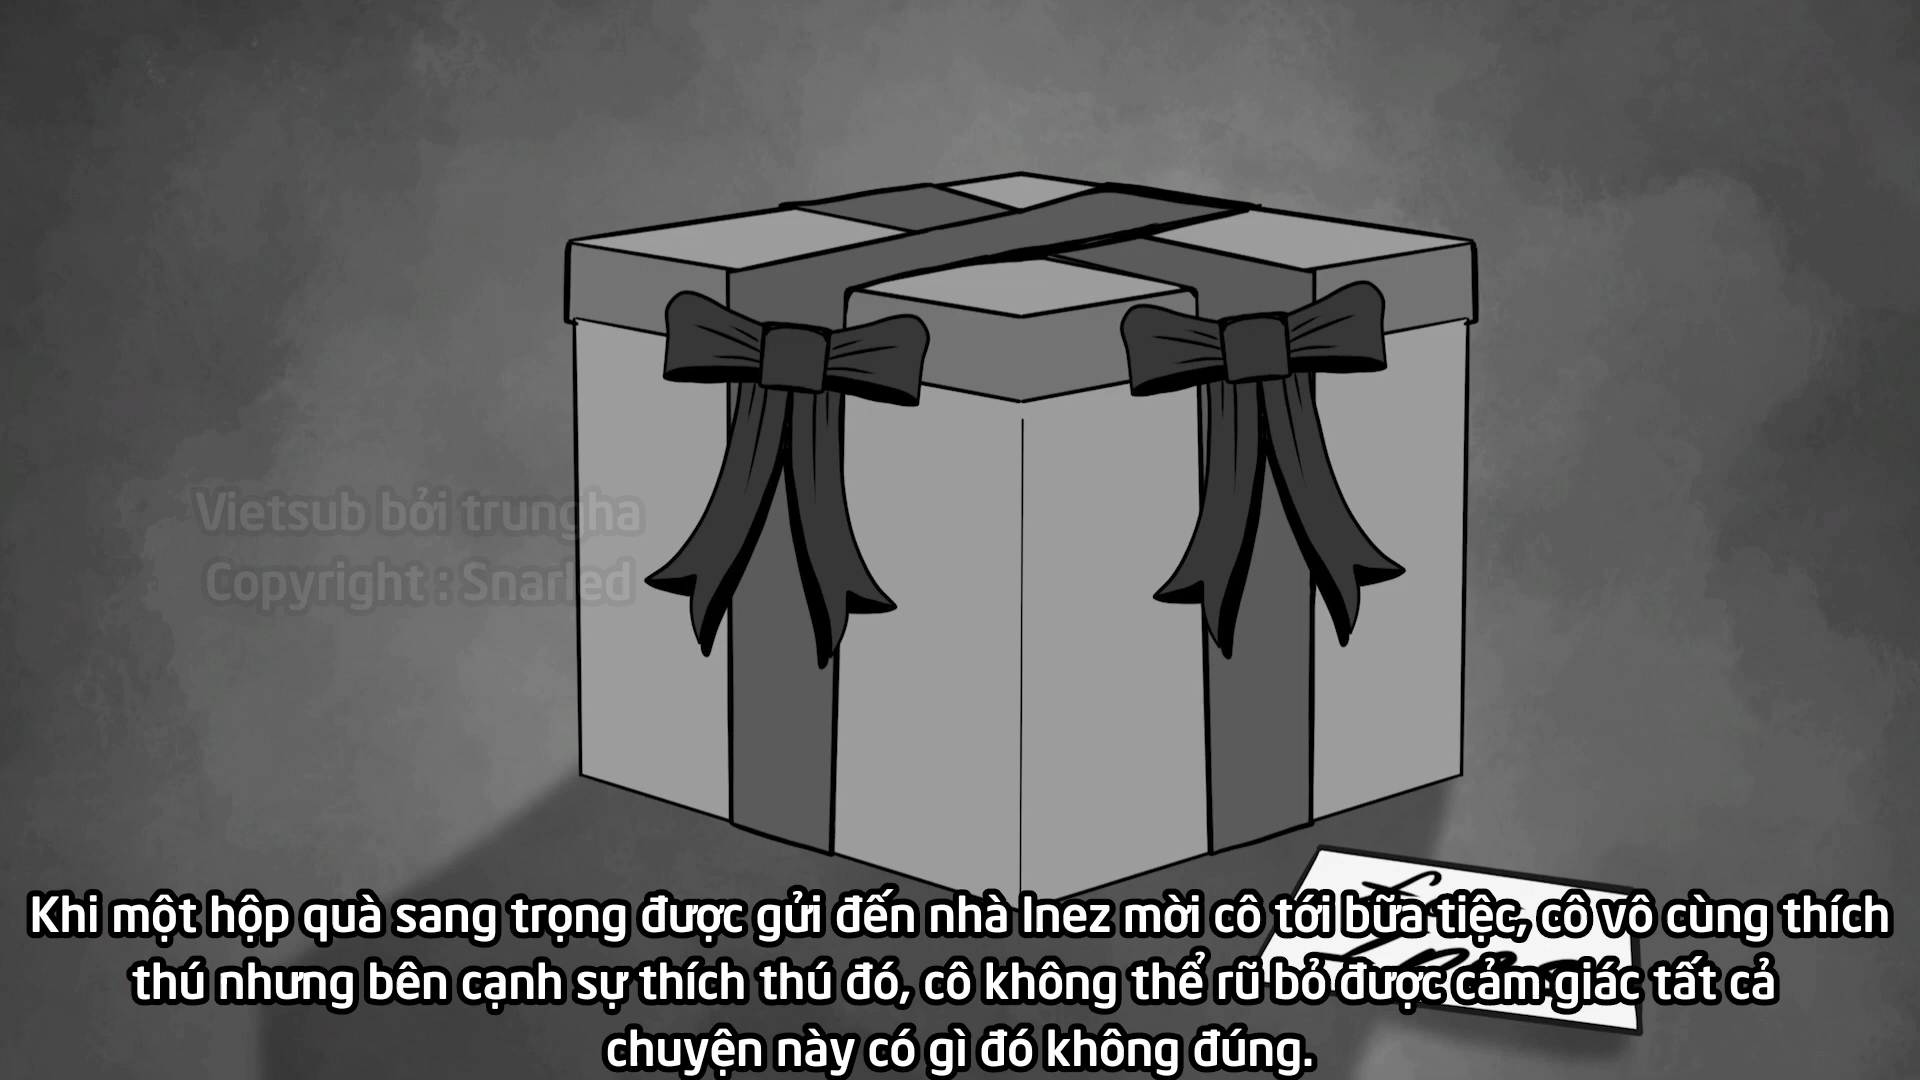 Vietsub bởi trungha
Copyright : Snarled
Khi một hộp quà sang trọng được gửi đến nhà Inez mời cô tới bữa tiệc, cô vô cùng thích
thú nhưng bên cạnh sự thích thú đó, cô không thể rũ bỏ được cảm giác tất cả
chuyện này có gì đó không đúng.